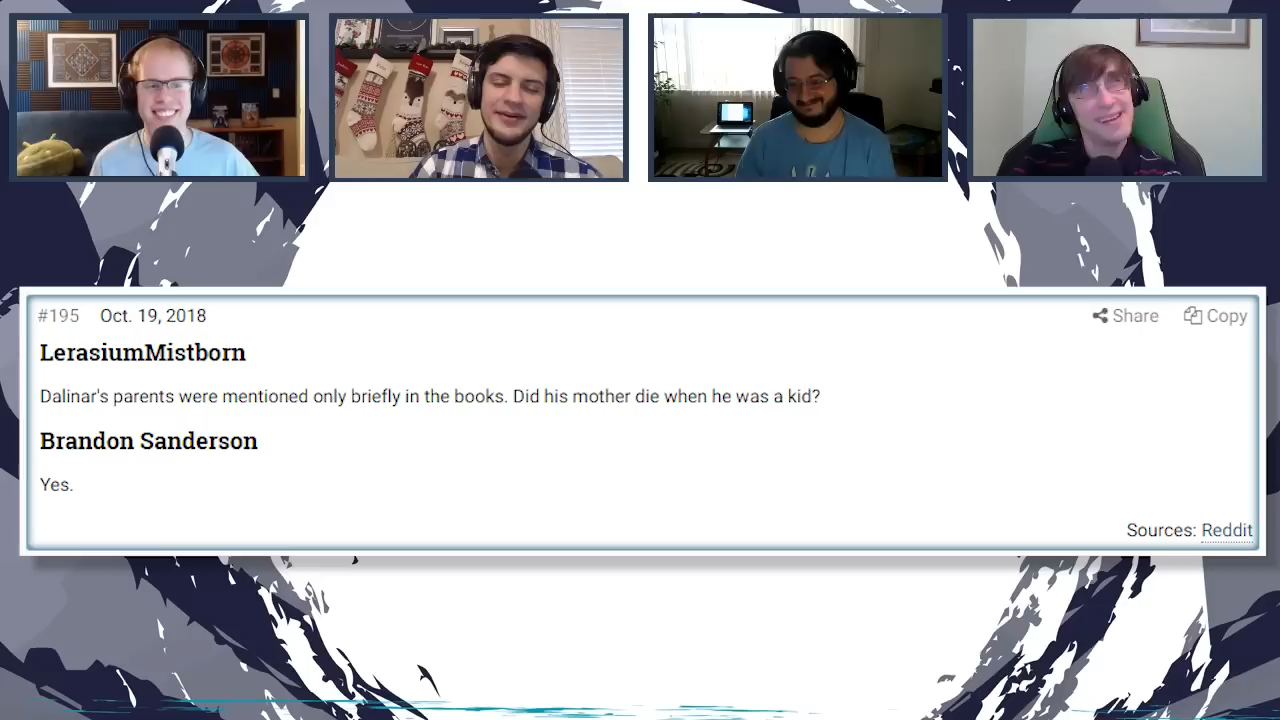 #195 Oct. 19, 2018 Share Copy
LerasiumMistborn
Dalinar's parents were mentioned only briefly in the books. Did his mother die when he was a kid?
Brandon Sanderson
Yes.
Sources: Reddit